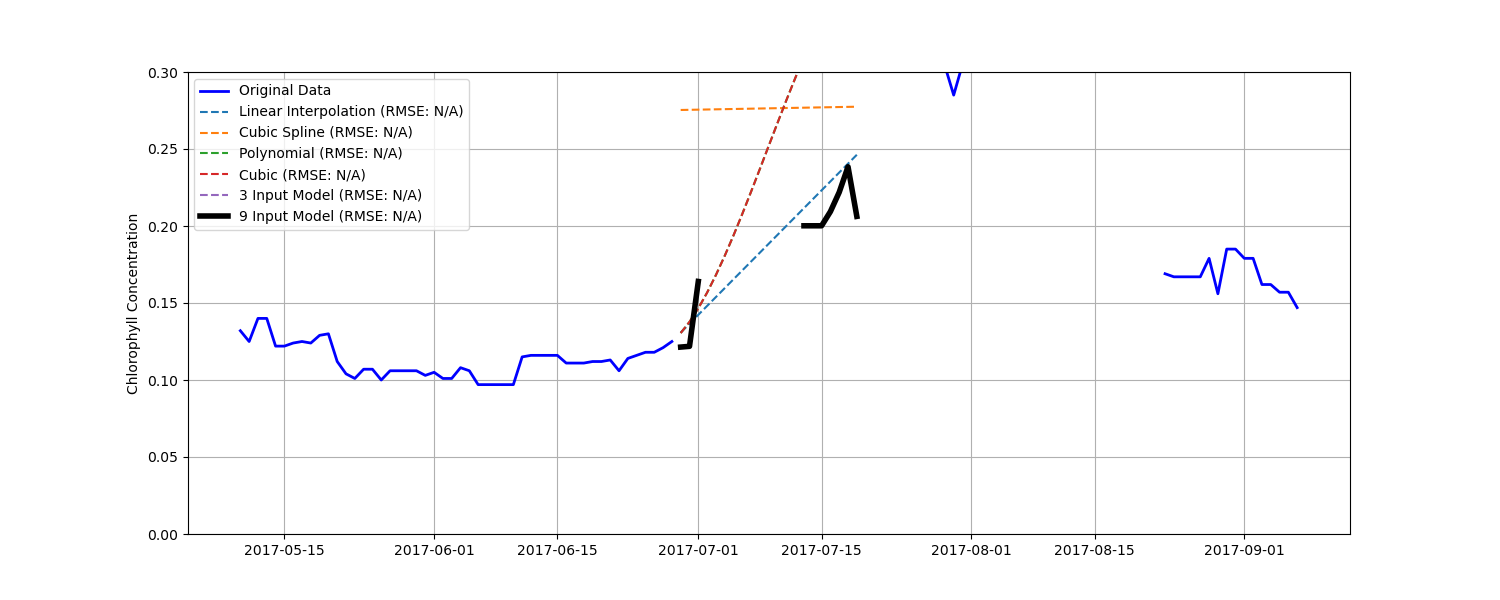 0.30
0.25
0.20
0.15
0.10
0.05
0.00
Chlorophyll Concentration
Original Data
Linear Interpolation (RMSE: N/A)
Cubic Spline (RMSE: N/A)
Polynomial (RMSE: N/A)
Cubic (RMSE: N/A)
3 Input Model (RMSE: N/A)
9 Input Model (RMSE: N/A)
2017-05-15
2017-06-01
2017-06-15
2017-07-01
2017-07-15
2017-08-01
2017-08-15
2017-09-01